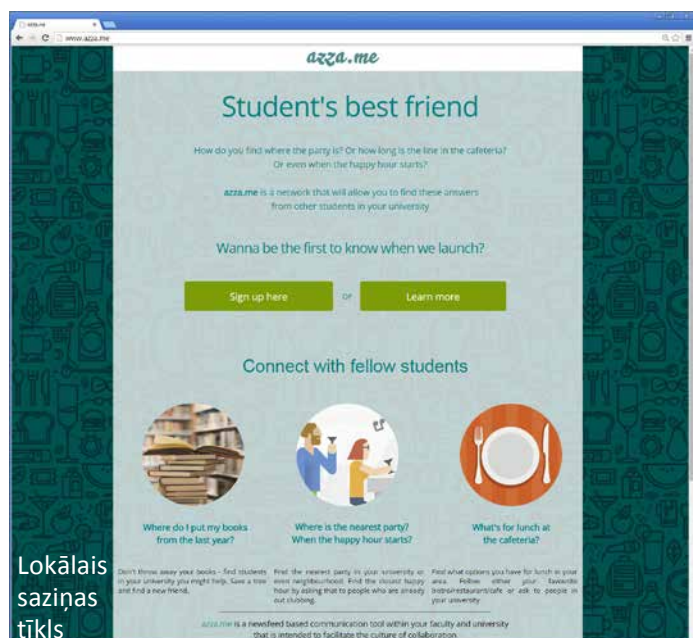 azza.me
www.azza.me
azza.me
Student's best friend
How do you find where the party is? Or how long is the line in the cafeteria?
Or even when the happy hour starts?
azza.me is a network that will allow you to find these answers
from other students in your university
Wanna be the first to know when we launch?
Sign up here
or
Learn more
Connect with fellow students
Where do I put my books
from the last year?
Where is the nearest party?
When the happy hour starts?
What's for lunch at
the cafeteria?
Don't throw away your books - find students
in your university you might help. Save a tree
and find a new friend.
Find the nearest party in your university or
even neighbourhood. Find the closest happy
hour by asking that to people who are already
out clubbing.
Find what options you have for lunch in your
area. Follow either your favourite
bistro/restaurant/cafe or ask to people in
your university
azza.me is a newsfeed based communication tool within your faculty and university
that is intended to facilitate the culture of collaboration
Lokālais
saziņas
tīkls